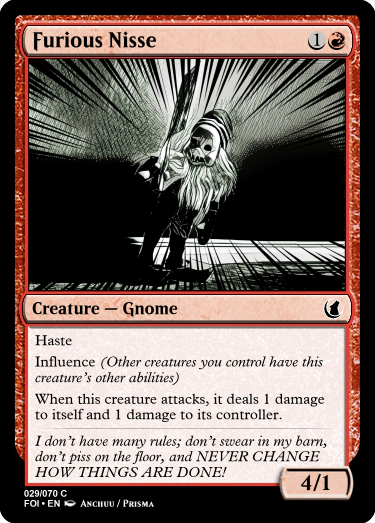 Furious Nisse 1
Creature — Gnome
Haste
Influence (Other creatures you control have this
creature's other abilities)
When this creature attacks, it deals 1 damage
to itself and 1 damage to its controller.
I don't have many rules; don't swear in my barn,
don't piss on the floor, and NEVER CHANGE
HOW THINGS ARE DONE!
4/1
029/070 C
FOI • EN Anchuu / Prisma